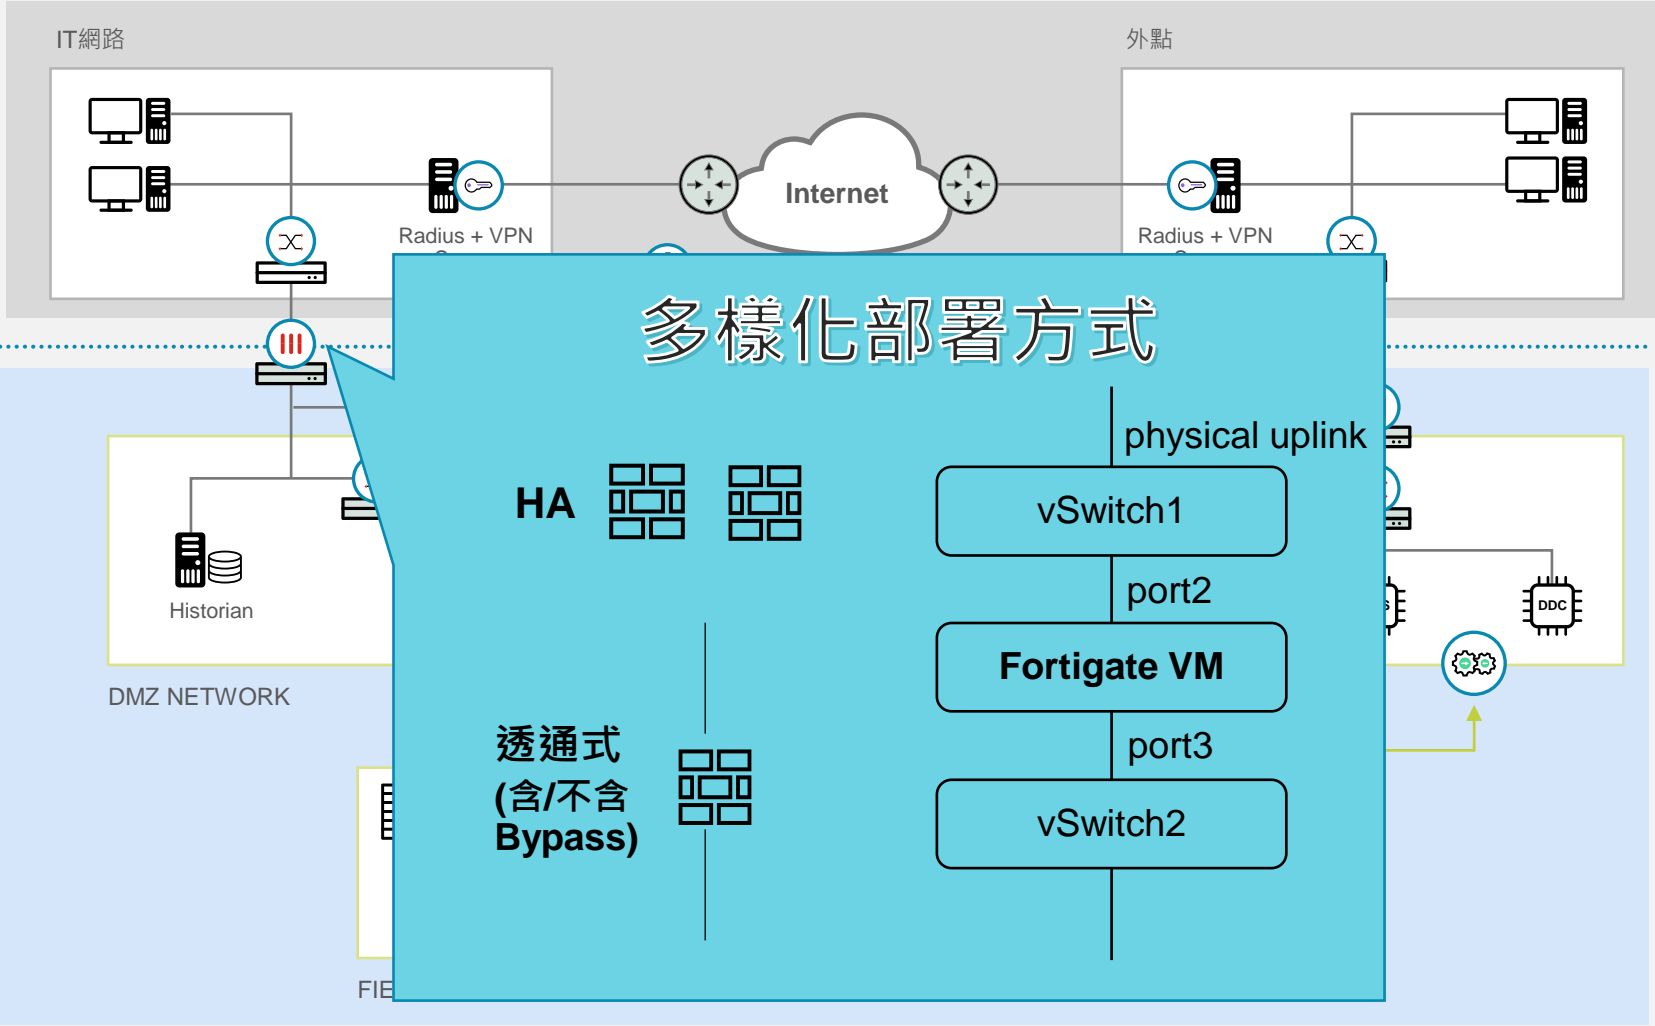 IT網路
外點
Internet
Radius + VPN
Radius + VPN
多樣化部署方式
physical uplink
HA
vSwitch1
port2
Fortigate VM
port3
vSwitch2
透通式
(含/不含
Bypass)
Historian
DDC
DMZ NETWORK
FIE